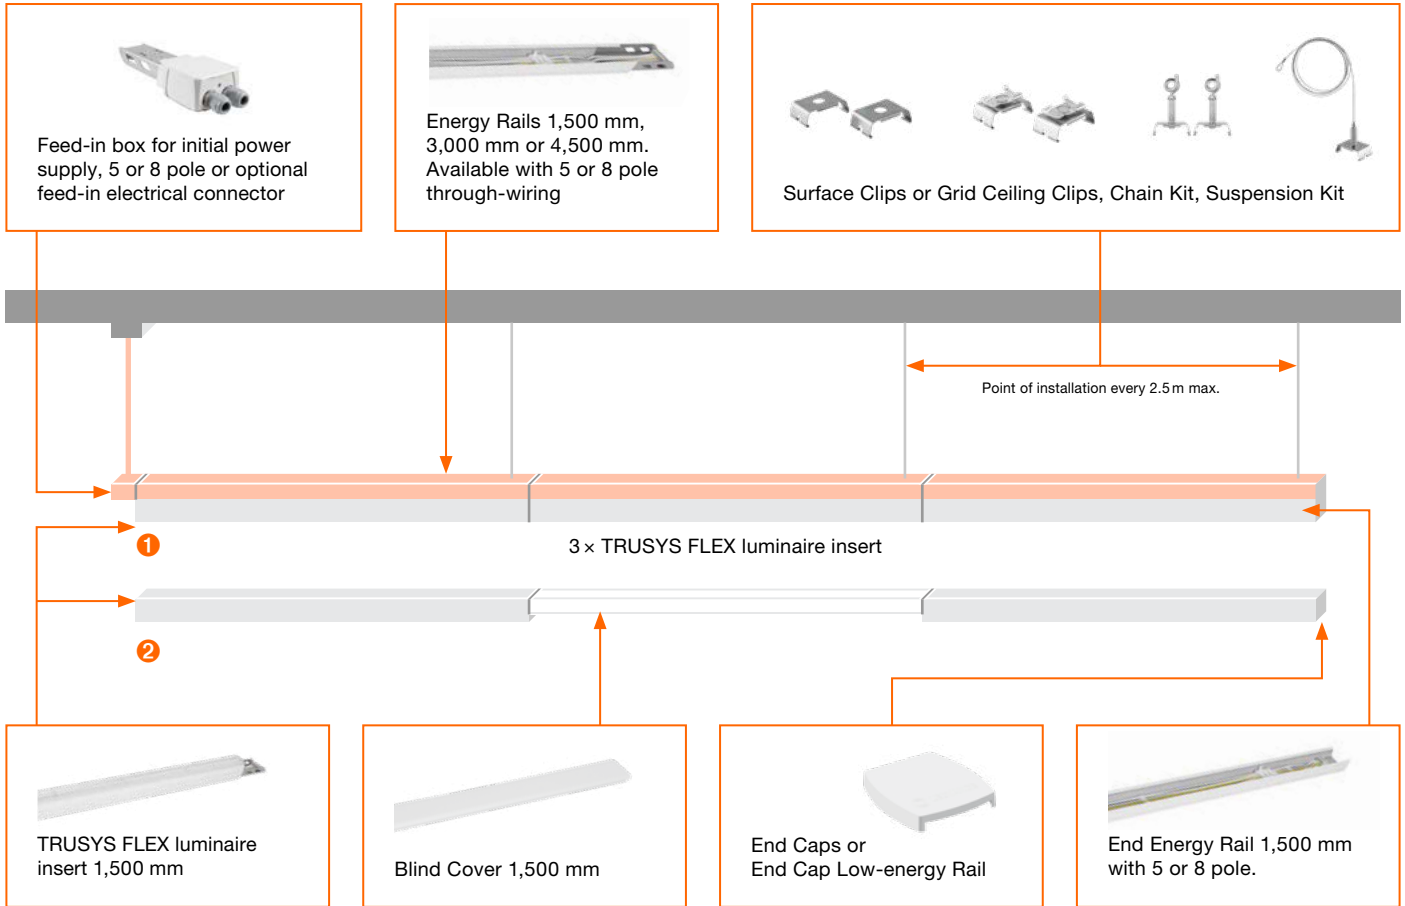 Feed-in box for initial power
supply, 5 or 8 pole or optional
feed-in electrical connector
Energy Rails 1,500 mm,
3,000 mm or 4,500 mm.
Available with 5 or 8 pole
through-wiring
Surface Clips or Grid Ceiling Clips, Chain Kit, Suspension Kit
Point of installation every 2.5 m max.
1
3 × TRUSYS FLEX luminaire insert
2
TRUSYS FLEX luminaire
insert 1,500 mm
Blind Cover 1,500 mm
End Caps or
End Cap Low-energy Rail
End Energy Rail 1,500 mm
with 5 or 8 pole.